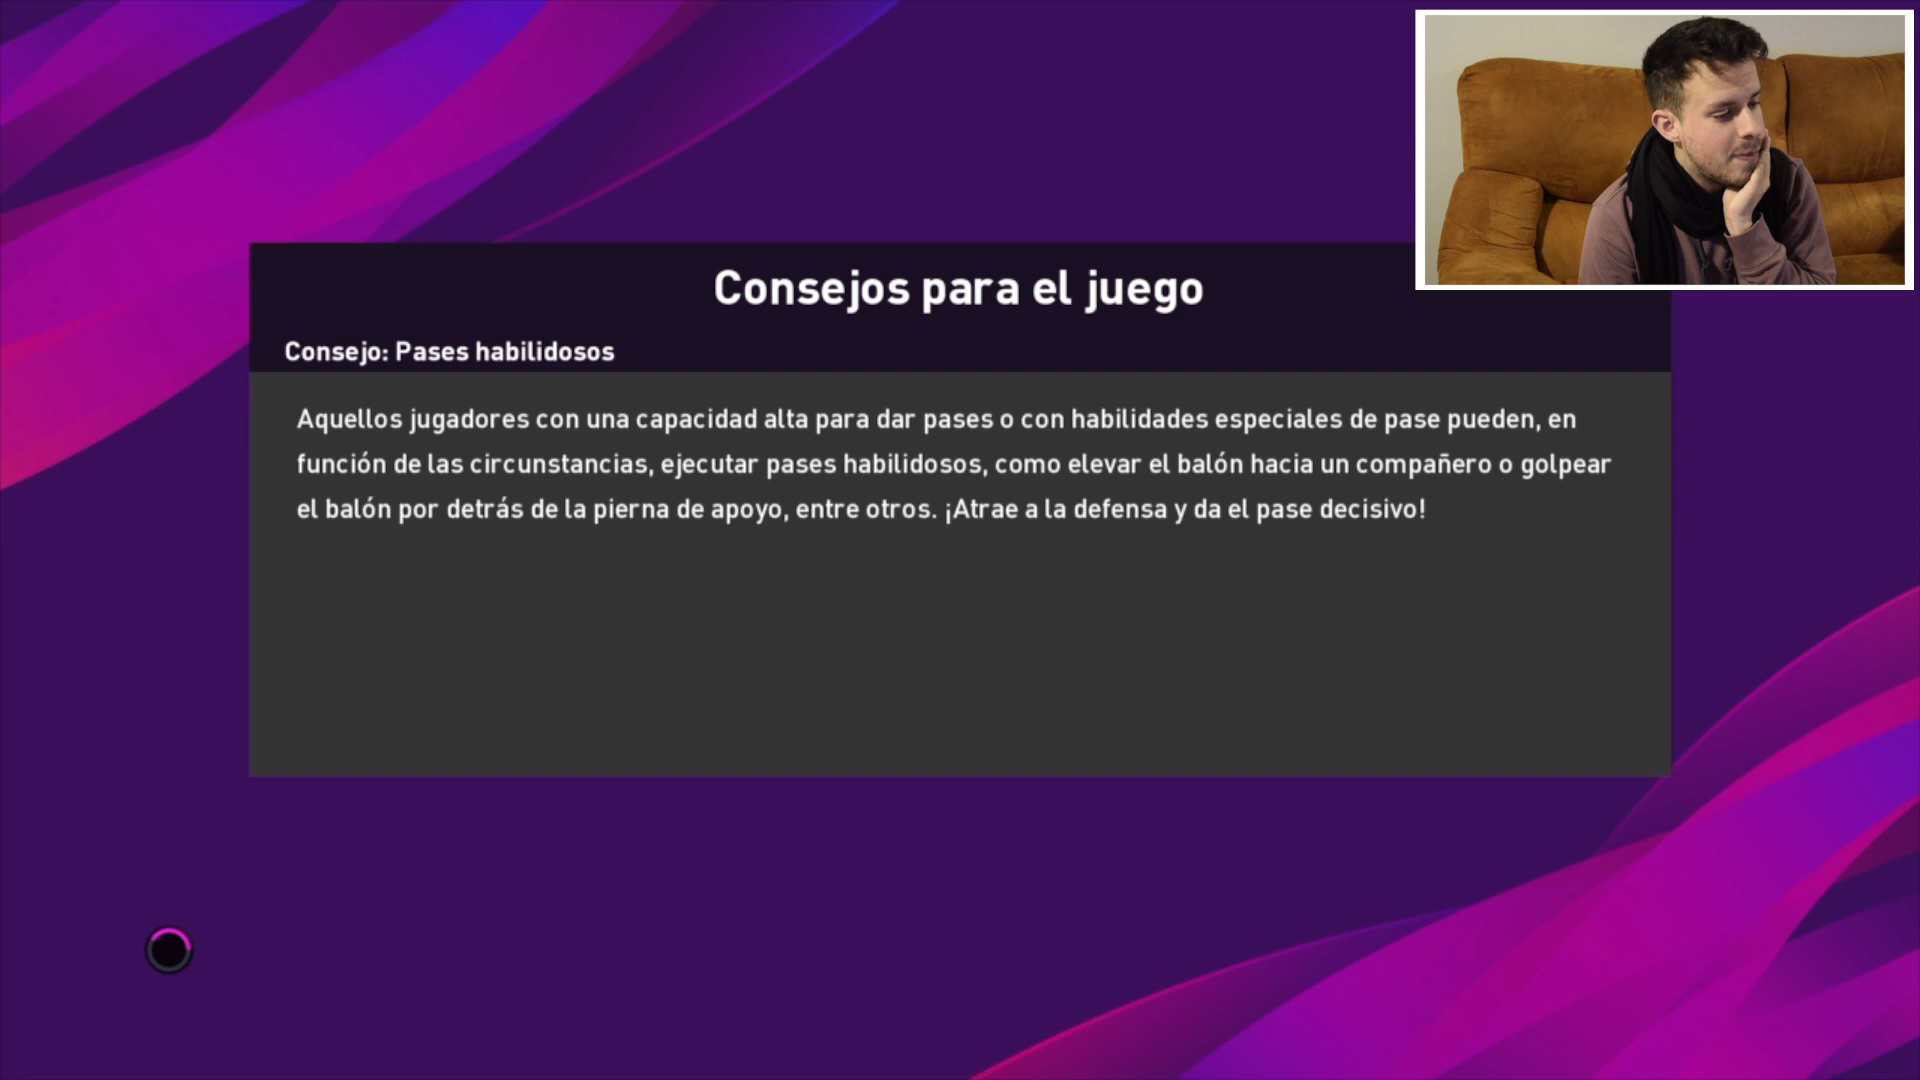 Consejos para el juego
Consejo: Pases habilidosos
Aquellos jugadores con una capacidad alta para dar pases o con habilidades especiales de pase pueden, en
función de las circunstancias, ejecutar pases habilidosos, como elevar el balón hacia un compañero o golpear
el balón por detrás de la pierna de apoyo, entre otros. ¡Atrae a la defensa y da el pase decisivo!